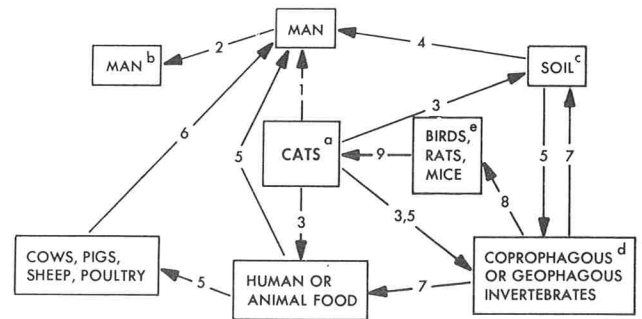 MAN
2
4
MAN b
SOIL c
1
3
6
5
CATS a
9
BIRDS, e
RATS,
MICE
5
7
3
3,5
8
COWS, PIGS,
SHEEP, POULTRY
5
HUMAN OR
ANIMAL FOOD
7
COPROPHAGOUS d
OR GEOPHAGOUS
INVERTEBRATES